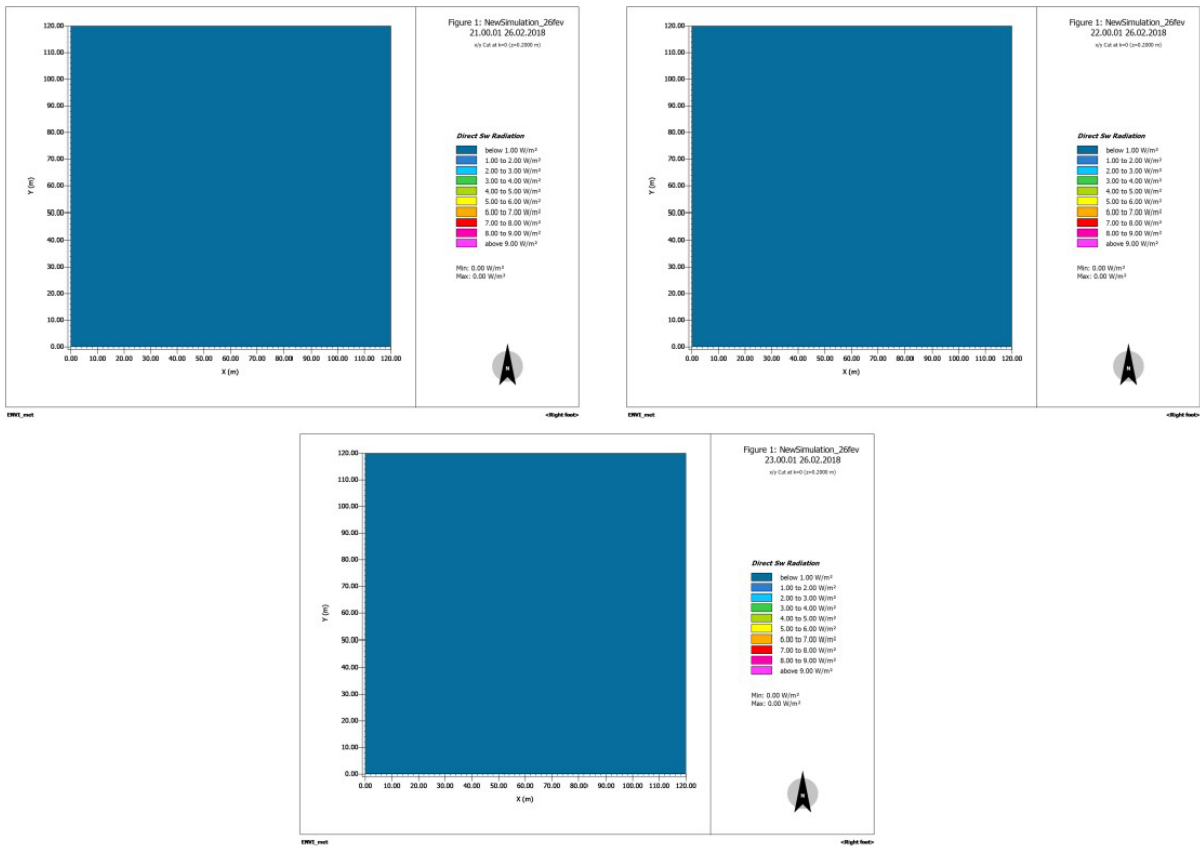 Figure 1: NewSimulation_26fev
21.00.01 26.02.2018
x/y Cut at k=0 (z=0.2000 m)
120.00
110.00
100.00
90.00
80.00
70.00
60.00
50.00
40.00
30.00
20.00
10.00
0.00
Y (m)
0.00 10.00 20.00 30.00 40.00 50.00 60.00 70.00 80.00 90.00 100.00 110.00 120.00
X (m)
Direct Sw Radiation
below 1.00 W/m²
1.00 to 2.00 W/m²
2.00 to 3.00 W/m²
3.00 to 4.00 W/m²
4.00 to 5.00 W/m²
5.00 to 6.00 W/m²
6.00 to 7.00 W/m²
7.00 to 8.00 W/m²
8.00 to 9.00 W/m²
above 9.00 W/m²
Min: 0.00 W/m²
Max: 0.00 W/m²
N
ENVI_met
<Right foot>
Figure 1: NewSimulation_26fev
22.00.01 26.02.2018
x/y Cut at k=0 (z=0.2000 m)
120.00
110.00
100.00
90.00
80.00
70.00
60.00
50.00
40.00
30.00
20.00
10.00
0.00
Y (m)
0.00 10.00 20.00 30.00 40.00 50.00 60.00 70.00 80.00 90.00 100.00 110.00 120.00
X (m)
Direct Sw Radiation
below 1.00 W/m²
1.00 to 2.00 W/m²
2.00 to 3.00 W/m²
3.00 to 4.00 W/m²
4.00 to 5.00 W/m²
5.00 to 6.00 W/m²
6.00 to 7.00 W/m²
7.00 to 8.00 W/m²
8.00 to 9.00 W/m²
above 9.00 W/m²
Min: 0.00 W/m²
Max: 0.00 W/m²
N
ENVI_met
<Right foot>
Figure 1: NewSimulation_26fev
23.00.01 26.02.2018
x/y Cut at k=0 (z=0.2000 m)
120.00
110.00
100.00
90.00
80.00
70.00
60.00
50.00
40.00
30.00
20.00
10.00
0.00
Y (m)
0.00 10.00 20.00 30.00 40.00 50.00 60.00 70.00 80.00 90.00 100.00 110.00 120.00
X (m)
Direct Sw Radiation
below 1.00 W/m²
1.00 to 2.00 W/m²
2.00 to 3.00 W/m²
3.00 to 4.00 W/m²
4.00 to 5.00 W/m²
5.00 to 6.00 W/m²
6.00 to 7.00 W/m²
7.00 to 8.00 W/m²
8.00 to 9.00 W/m²
above 9.00 W/m²
Min: 0.00 W/m²
Max: 0.00 W/m²
N
ENVI_met
<Right foot>